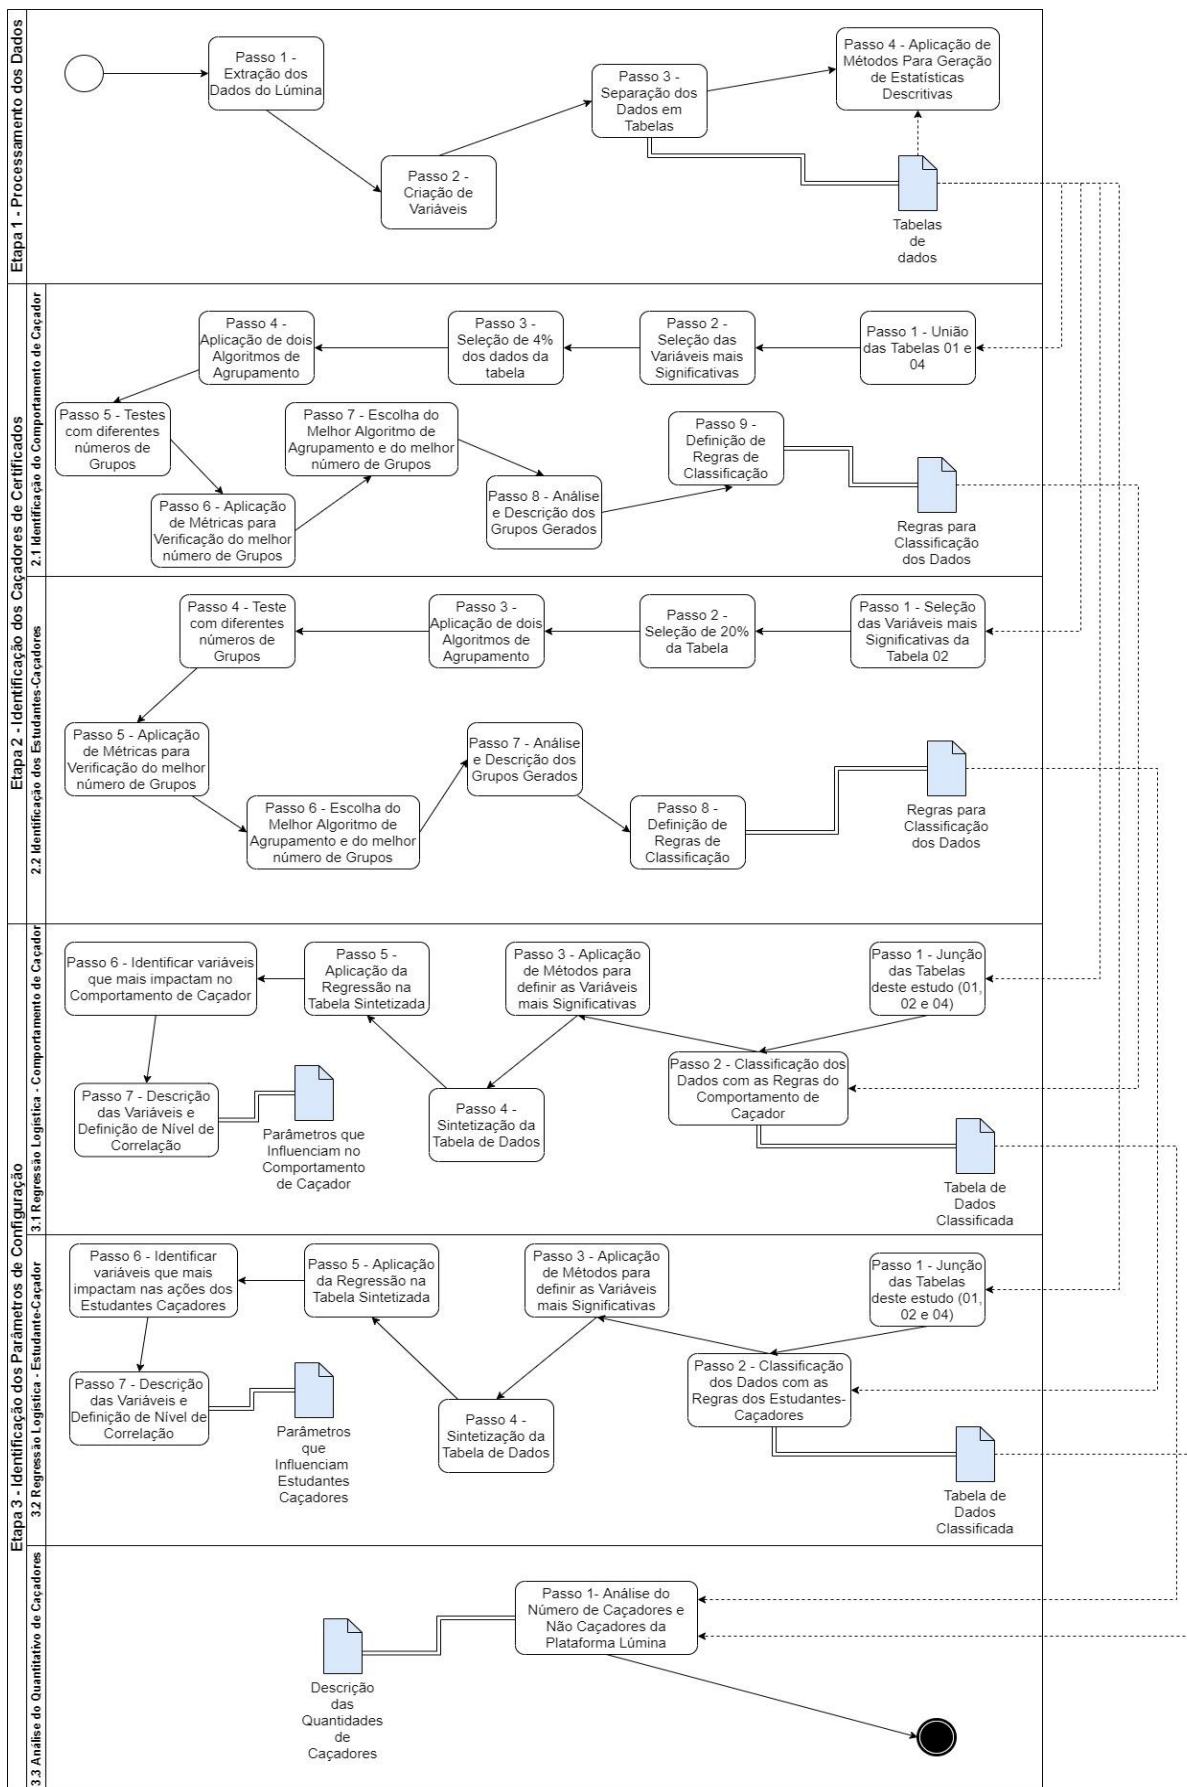 Etapa 1 - Processamento dos Dados
Passo 1 -
Extração dos
Dados do Lúmina
Passo 2 -
Criação de
Variáveis
Passo 3 -
Separação dos
Dados em
Tabelas
Passo 4 - Aplicação de
Métodos Para Geração
de Estatísticas
Descritivas
Tabelas
de
dados
Etapa 2 - Identificação dos Caçadores de Certificados
2.1 Identificação do Comportamento de Caçador
Passo 1 - União
das Tabelas 01 e
04
Passo 2 -
Seleção das
Variáveis mais
Significativas
Passo 3 -
Seleção de 4%
dos dados da
tabela
Passo 4 -
Aplicação de dois
Algoritmos de
Agrupamento
Passo 5 - Testes
com diferentes
números de
Grupos
Passo 6 - Aplicação
de Métricas para
Verificação do melhor
número de Grupos
Passo 7 - Escolha do
Melhor Algoritmo de
Agrupamento e do melhor
número de Grupos
Passo 8 - Análise
e Descrição dos
Grupos Gerados
Passo 9 -
Definição de
Regras de
Classificação
Regras para
Classificação
dos Dados
2.2 Identificação dos Estudantes-Caçadores
Passo 1 - Seleção
das Variáveis mais
Significativas da
Tabela 02
Passo 2 -
Seleção de 20%
da Tabela
Passo 3 -
Aplicação de dois
Algoritmos de
Agrupamento
Passo 4 - Teste
com diferentes
números de
Grupos
Passo 5 - Aplicação
de Métricas para
Verificação do melhor
número de Grupos
Passo 6 - Escolha do
Melhor Algoritmo de
Agrupamento e do melhor
número de Grupos
Passo 7 - Análise
e Descrição dos
Grupos Gerados
Passo 8 -
Definição de
Regras de
Classificação
Regras para
Classificação
dos Dados
Etapa 3 - Identificação dos Parâmetros de Configuração
3.1 Regressão Logística - Comportamento de Caçador
Passo 1 - Junção
das Tabelas
deste estudo (01,
02 e 04)
Passo 2 - Classificação dos
Dados com as Regras do
Comportamento de
Caçador
Passo 3 - Aplicação
de Métodos para
definir as Variáveis
mais Significativas
Passo 4 -
Sintetização da
Tabela de Dados
Passo 5 -
Aplicação da
Regressão na
Tabela Sintetizada
Passo 6 - Identificar variáveis
que mais impactam no
Comportamento de Caçador
Passo 7 - Descrição
das Variáveis e
Definição de Nível de
Correlação
Parâmetros que
Influenciam no
Comportamento
de Caçador
Tabela de
Dados
Classificada
3.2 Regressão Logística - Estudante-Caçador
Passo 1 - Junção
das Tabelas
deste estudo (01,
02 e 04)
Passo 2 - Classificação
dos Dados com as
Regras dos Estudantes-
Caçadores
Passo 3 - Aplicação
de Métodos para
definir as Variáveis
mais Significativas
Passo 4 -
Sintetização da
Tabela de Dados
Passo 5 - Aplicação
da Regressão na
Tabela Sintetizada
Passo 6 - Identificar
variáveis que mais
impactam nas ações dos
Estudantes Caçadores
Passo 7 - Descrição
das Variáveis e
Definição de Nível de
Correlação
Parâmetros
que
Influenciam
Estudantes
Caçadores
Tabela de
Dados
Classificada
3.3 Análise do Quantitativo de Caçadores
Passo 1- Análise do
Número de Caçadores e
Não Caçadores da
Plataforma Lúmina
Descrição
das
Quantidades
de
Caçadores